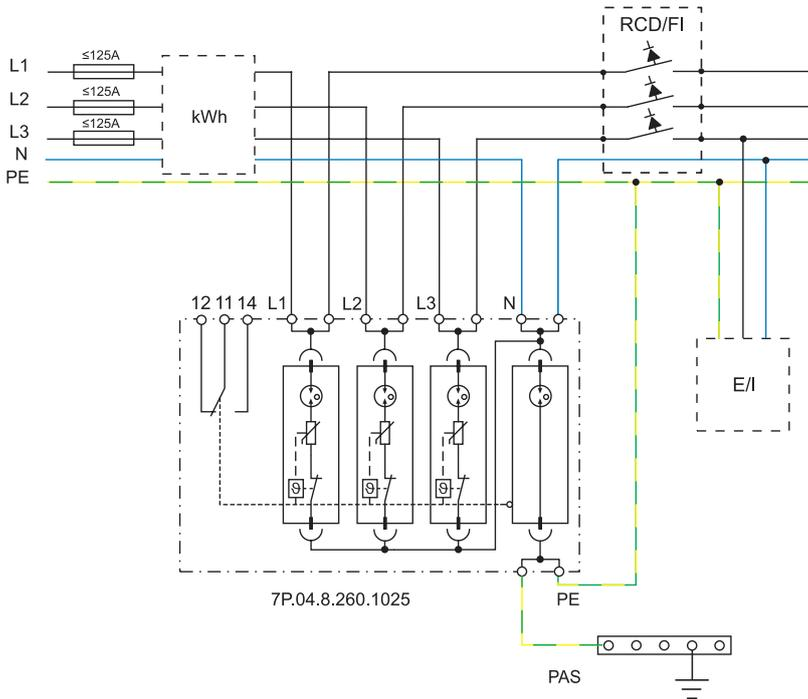 RCD/FI
≤125A
L1
≤125A
L2
kWh
≤125A
L3
N
PE
12 11 14 L1 L2 L3 N
E/I
ϑ ϑ ϑ
7P.04.8.260.1025
PE
PAS